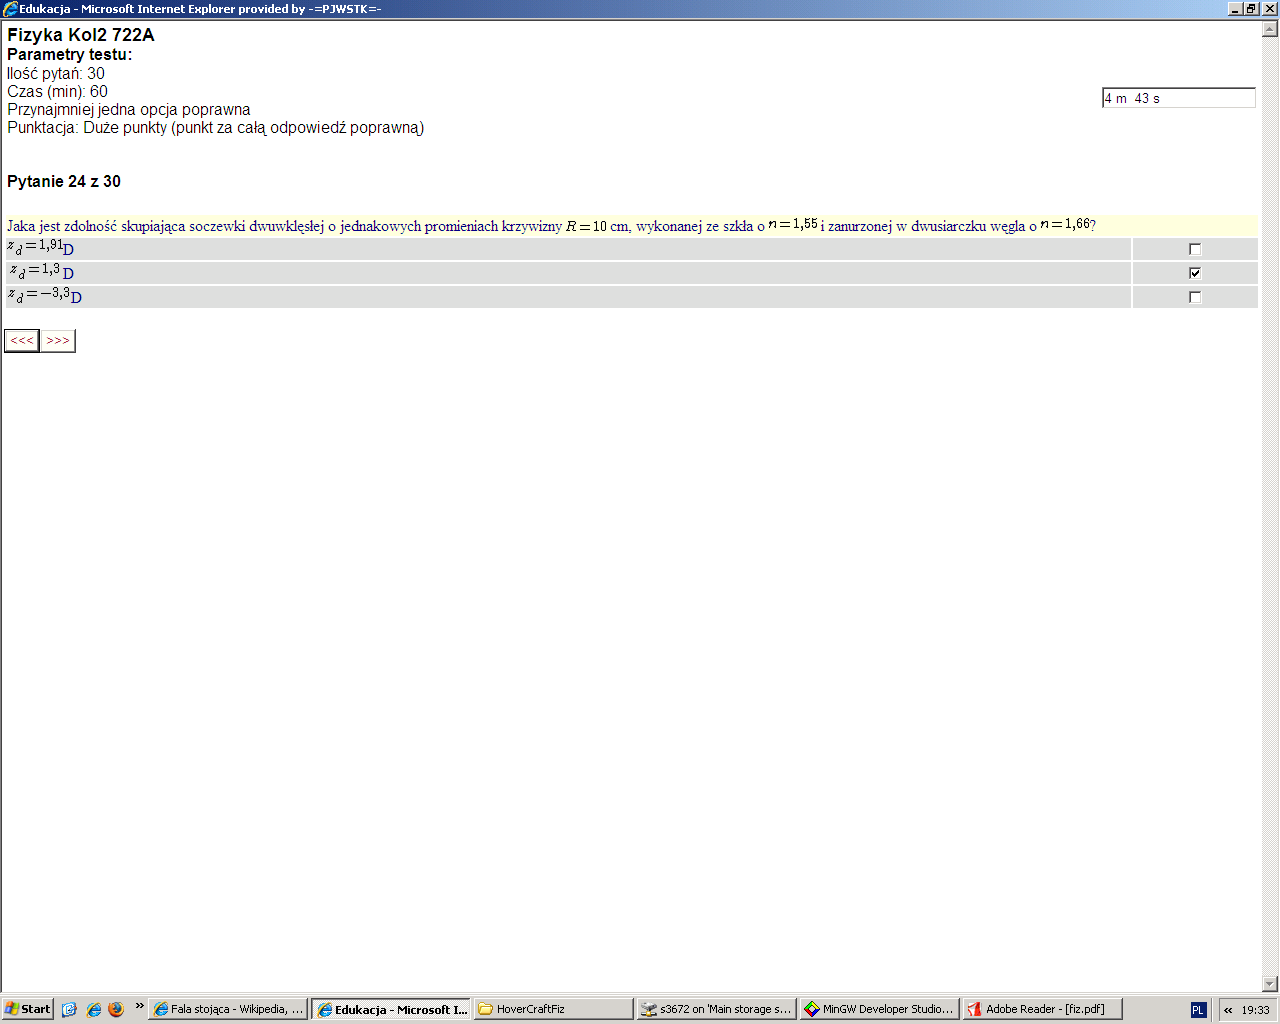 Edukacja - Microsoft Internet Explorer provided by -=PJWSTK=-
Fizyka Kol2 722A
Parametry testu:
Ilość pytań: 30
Czas (min): 60
4 m 43 s
Przynajmniej jedna opcja poprawna
Punktacja: Duże punkty (punkt za całą odpowiedź poprawną)
Pytanie 24 z 30
Jaka jest zdolność skupiająca soczewki dwuwklęsłej o jednakowych promieniach krzywizny R = 10 cm, wykonanej ze szkła o n = 1,55 i zanurzonej w dwusiarczku węgla o n = 1,66?
z_d = 1,91D
z_d = 1,3 D
z_d = −3,3D
<<< >>>
Start » Fala stojąca - Wikipedia, ... Edukacja - Microsoft I... HoverCraftFiz s3672 on 'Main storage s... MinGW Developer Studio... Adobe Reader - [fiz.pdf] PL « 19:33